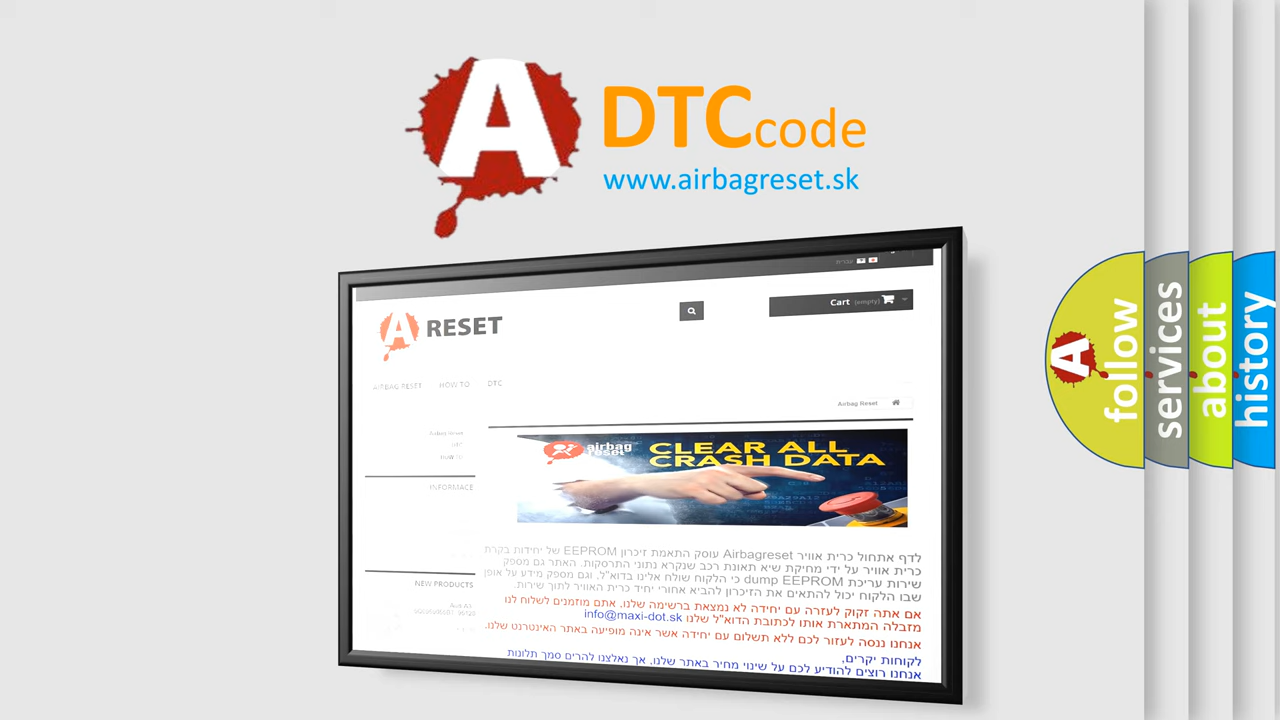 A
DTC code
www.airbagreset.sk
עברית
Cart (empty)
A RESET
AIRBAG RESET HOW TO DTC
Airbag Reset
Airbag Reset
HOW TO
INFORMACE
NEW PRODUCTS
airbag
reset
CLEAR ALL
CRASH DATA
לדף אתחול כרית אוויר Airbagreset עוסק התאמת זיכרון EEPROM של יחידות בקרת
כרית אוויר על ידי מחיקת שיא תאונת רכב שנקרא נתוני התרסקות. האתר גם מספק
שירות עריכת dump EEPROM כי הלקוח שולח אלינו בדוא"ל, וגם מספק מידע על אופן
שבו הלקוח יכול להתאים את הזיכרון להביא אחורי יחיד כרית האוויר לתוך שירות.
אם אתה זקוק לעזרה עם יחידה לא נמצאת ברשימה שלנו, אתם מוזמנים לשלוח לנו
מזבלה המתארת אותו לכתובת הדוא"ל שלנו info@maxi-dot.sk
אנחנו ננסה לעזור לכם ללא תשלום עם יחידה אשר אינה מופיעה באתר האינטרנט שלנו.
לקוחות יקרים,
אנחנו רוצים להודיע לכם על שינוי מחיר באתר שלנו, אך נאלצנו להרים סמך תלונות
A
follow
services
about
history